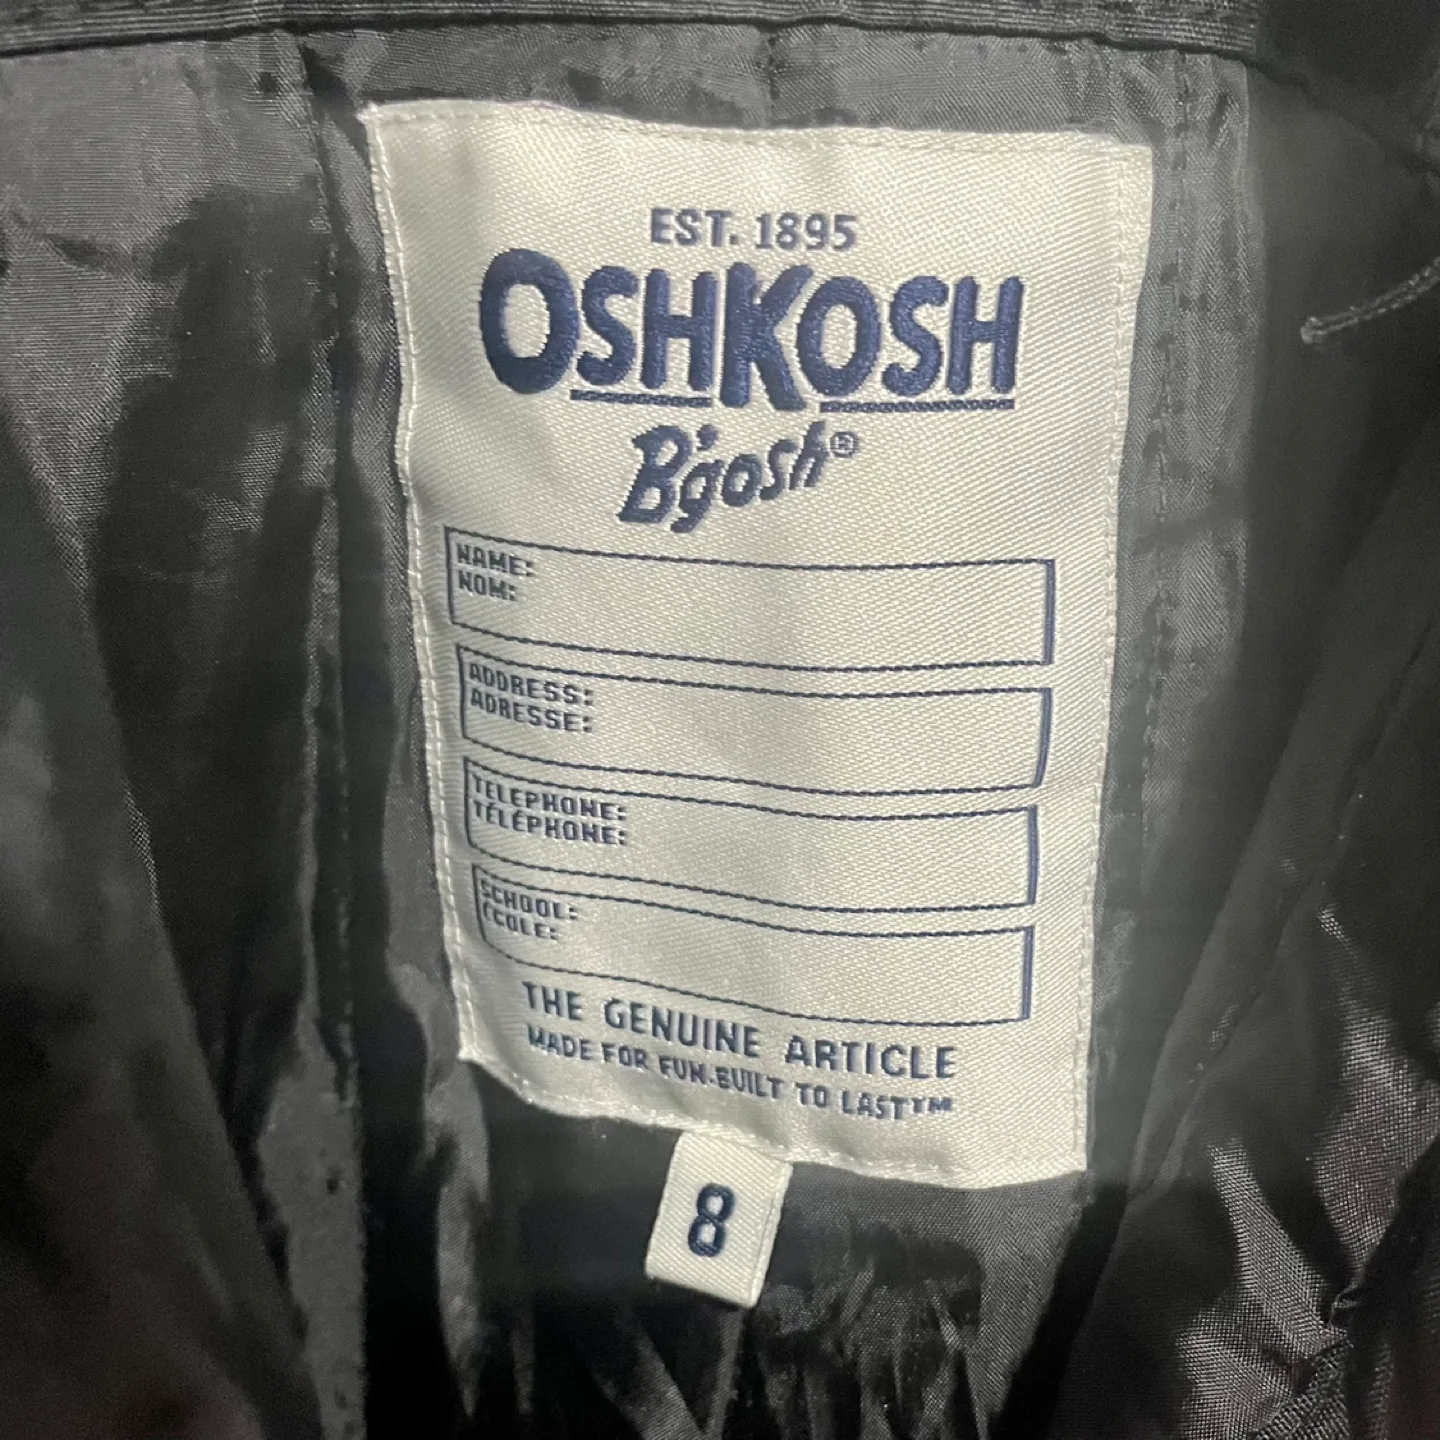 EST. 1895
OSHKOSH
B'gosh®
NAME:
NOM:
ADDRESS:
ADRESSE:
TELEPHONE:
TÉLÉPHONE:
SCHOOL:
ÉCOLE:
THE GENUINE ARTICLE
MADE FOR FUN-BUILT TO LAST™
8